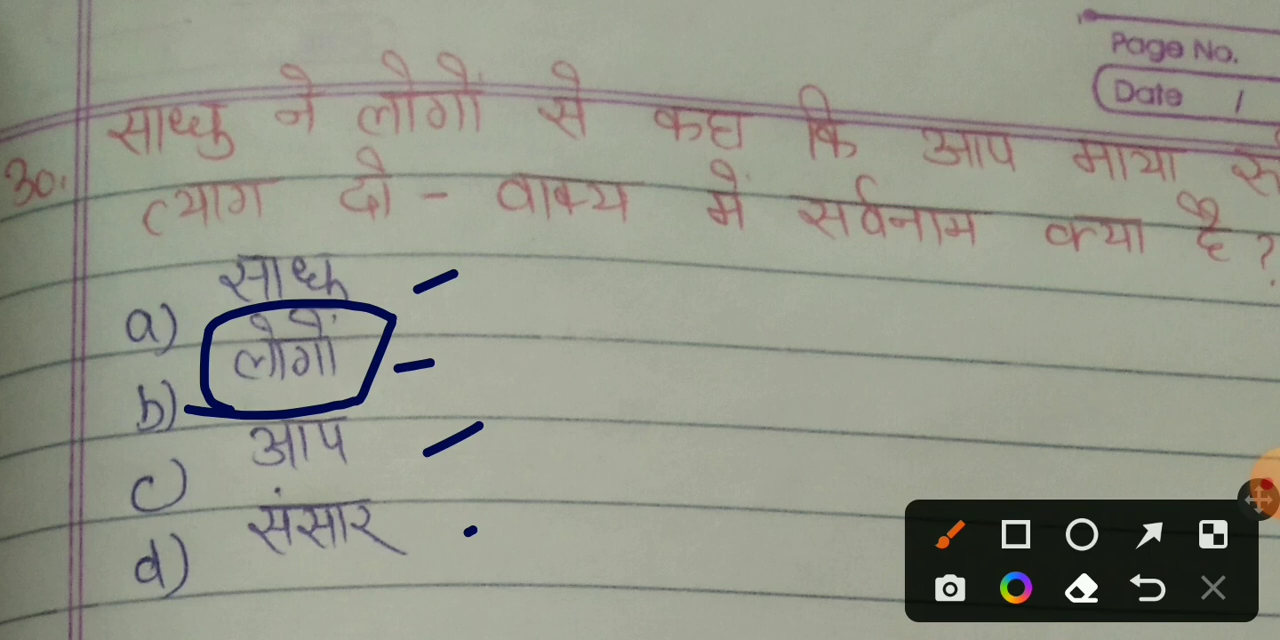 Page No.
Date /
साधु ने लोगों से कहा कि आप माया
30. त्याग दो - वाक्य में सर्वनाम क्या है ?
a) साधु
b) लोगों
c) आप
d) संसार